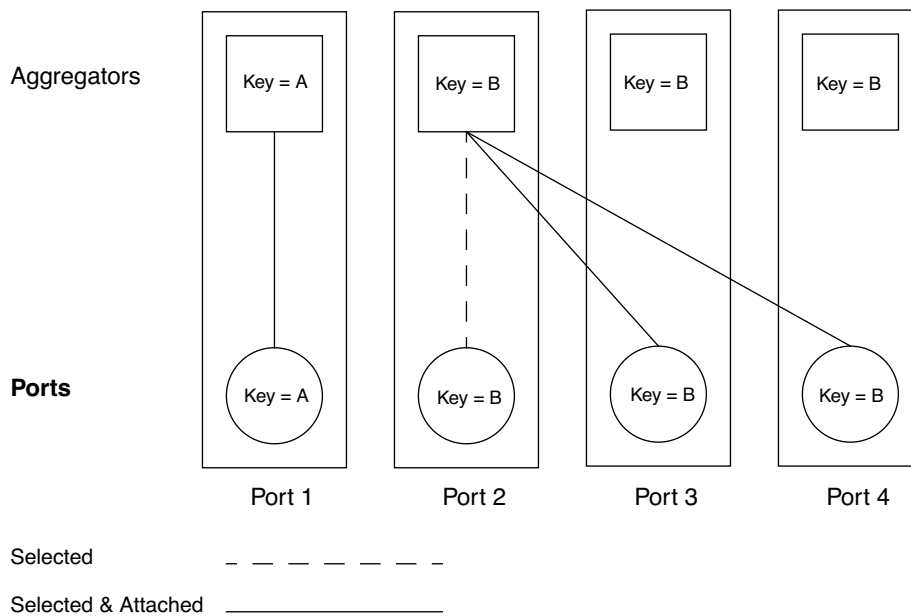 Aggregators
Key = A
Key = B
Key = B
Key = B
Ports
Key = A
Key = B
Key = B
Key = B
Port 1
Port 2
Port 3
Port 4
Selected
Selected & Attached